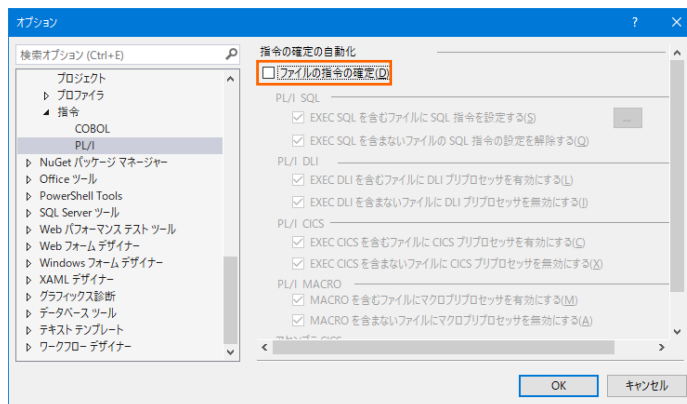 オプション
? ×
検索オプション (Ctrl+E)
プロジェクト
プロファイラ
指令
COBOL
PL/I
NuGet パッケージ マネージャー
Office ツール
PowerShell Tools
SQL Server ツール
Web パフォーマンス テスト ツール
Web フォーム デザイナー
Windows フォーム デザイナー
XAML デザイナー
グラフィックス診断
データベース ツール
テキスト テンプレート
ワークフロー デザイナー
指令の確定の自動化
ファイルの指令の確定(D)
PL/I SQL
EXEC SQL を含むファイルに SQL 指令を設定する(S)
...
EXEC SQL を含まないファイルの SQL 指令の設定を解除する(Q)
PL/I DLI
EXEC DLI を含むファイルに DLI プリプロセッサを有効にする(L)
EXEC DLI を含まないファイルに DLI プリプロセッサを無効にする(I)
PL/I CICS
EXEC CICS を含むファイルに CICS プリプロセッサを有効にする(C)
EXEC CICS を含まないファイルに CICS プリプロセッサを無効にする(X)
PL/I MACRO
MACRO を含むファイルにマクロプリプロセッサを有効にする(M)
MACRO を含まないファイルにマクロプリプロセッサを無効にする(A)
OK
キャンセル